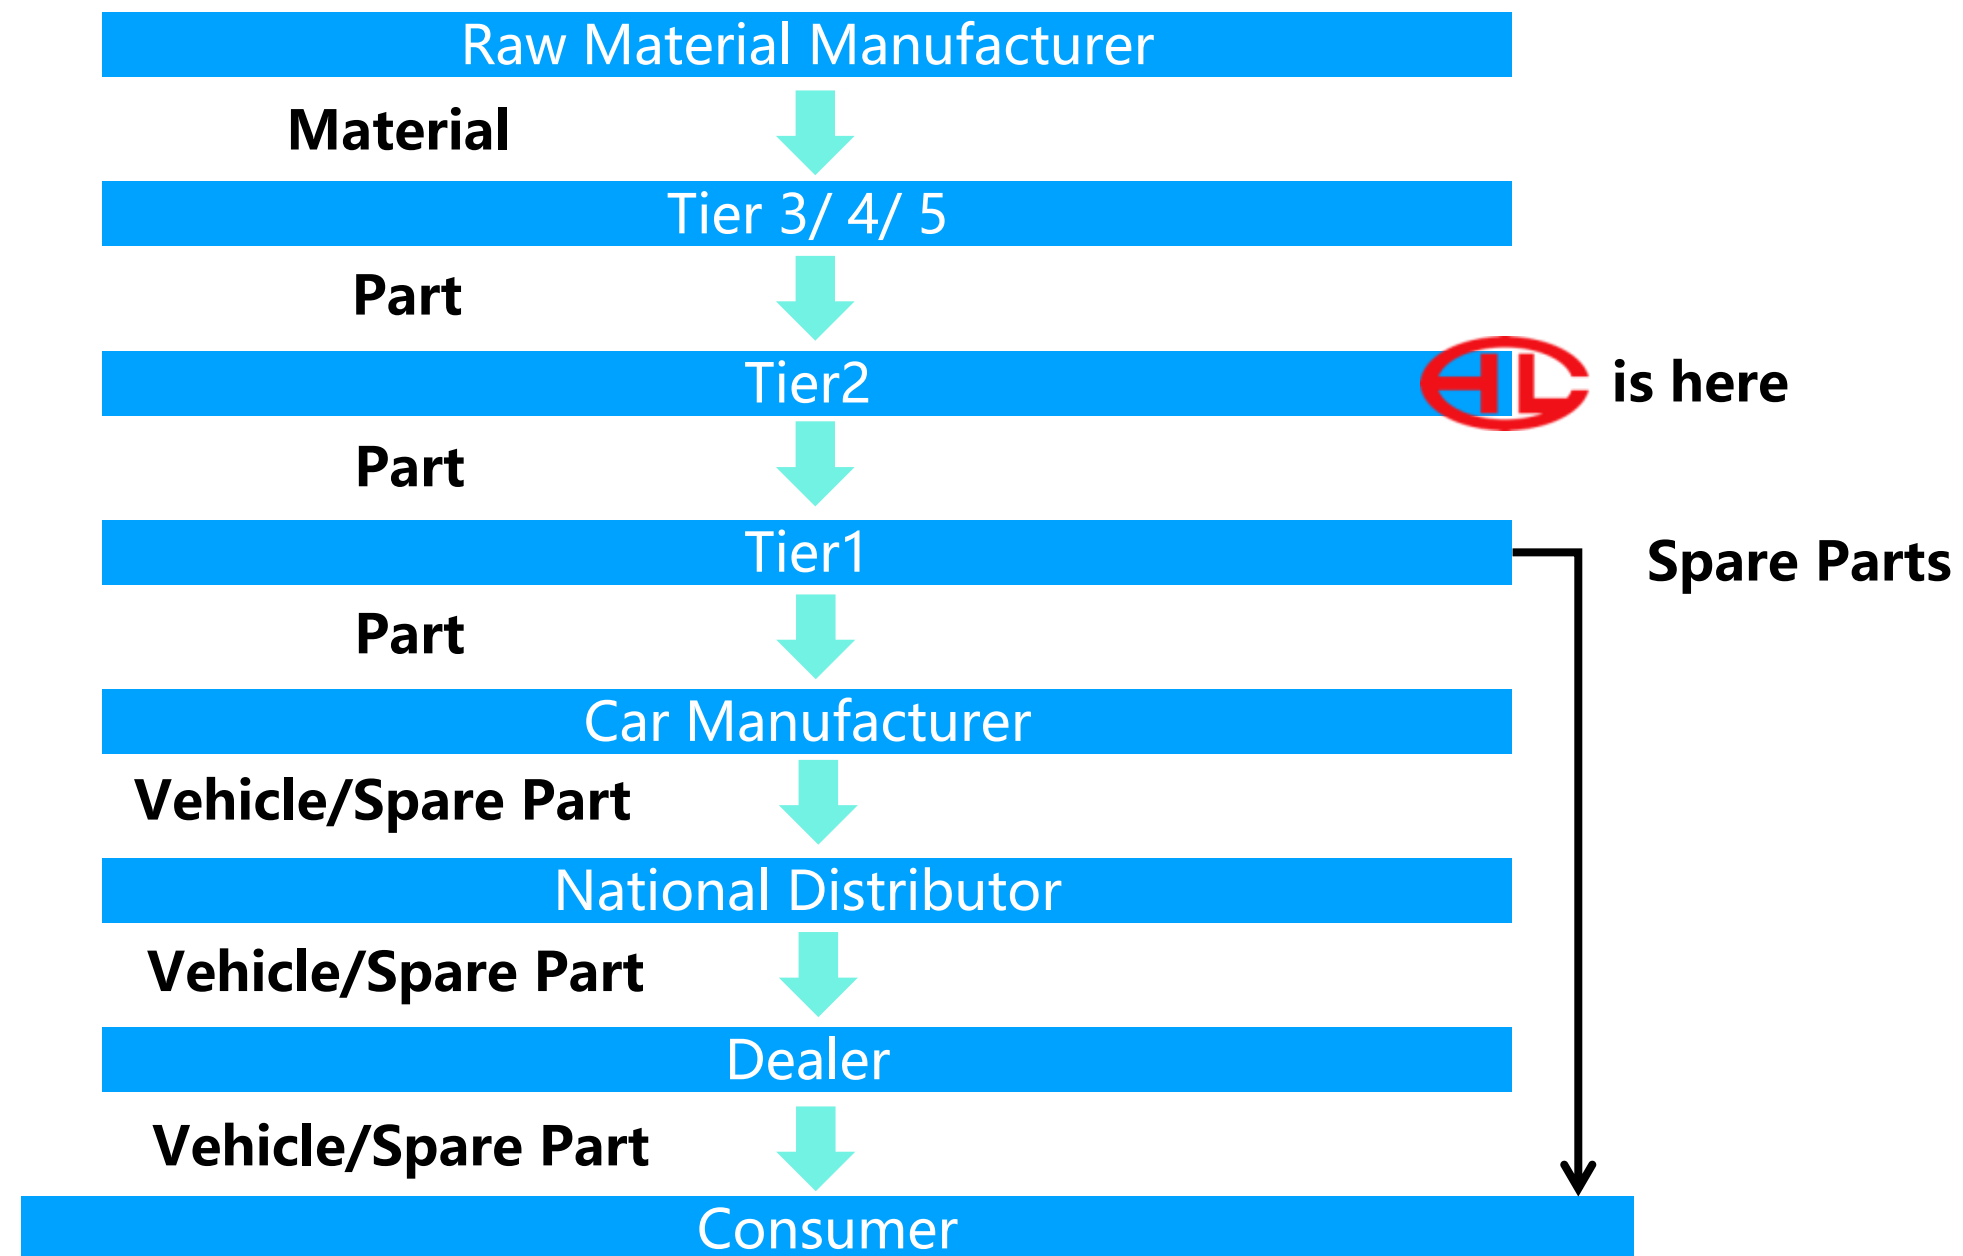 Raw Material Manufacturer
Material
Tier 3/ 4/ 5
Part
Tier2
is here
Part
Tier1
Spare Parts
Part
Car Manufacturer
Vehicle/Spare Part
National Distributor
Vehicle/Spare Part
Dealer
Vehicle/Spare Part
Consumer